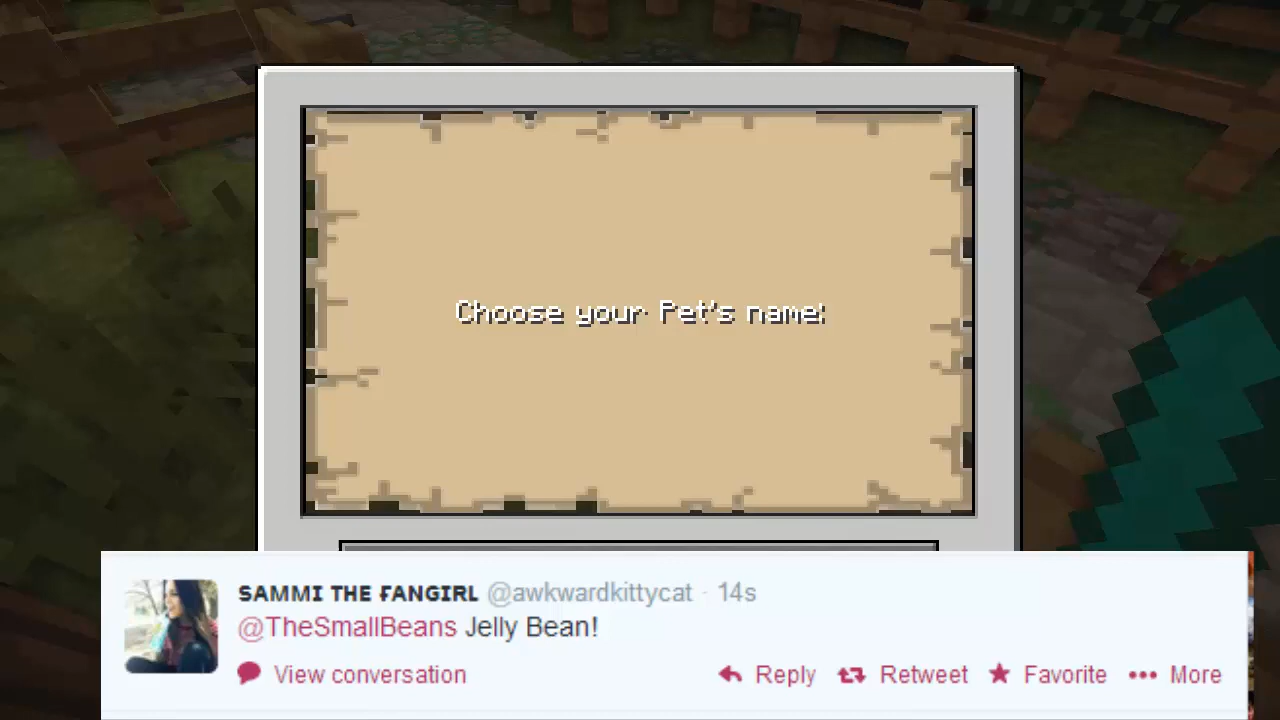 Choose your Pet's name:
SAMMI THE FANGIRL @awkwardkittycat · 14s
@TheSmallBeans Jelly Bean!
View conversation Reply Retweet Favorite More